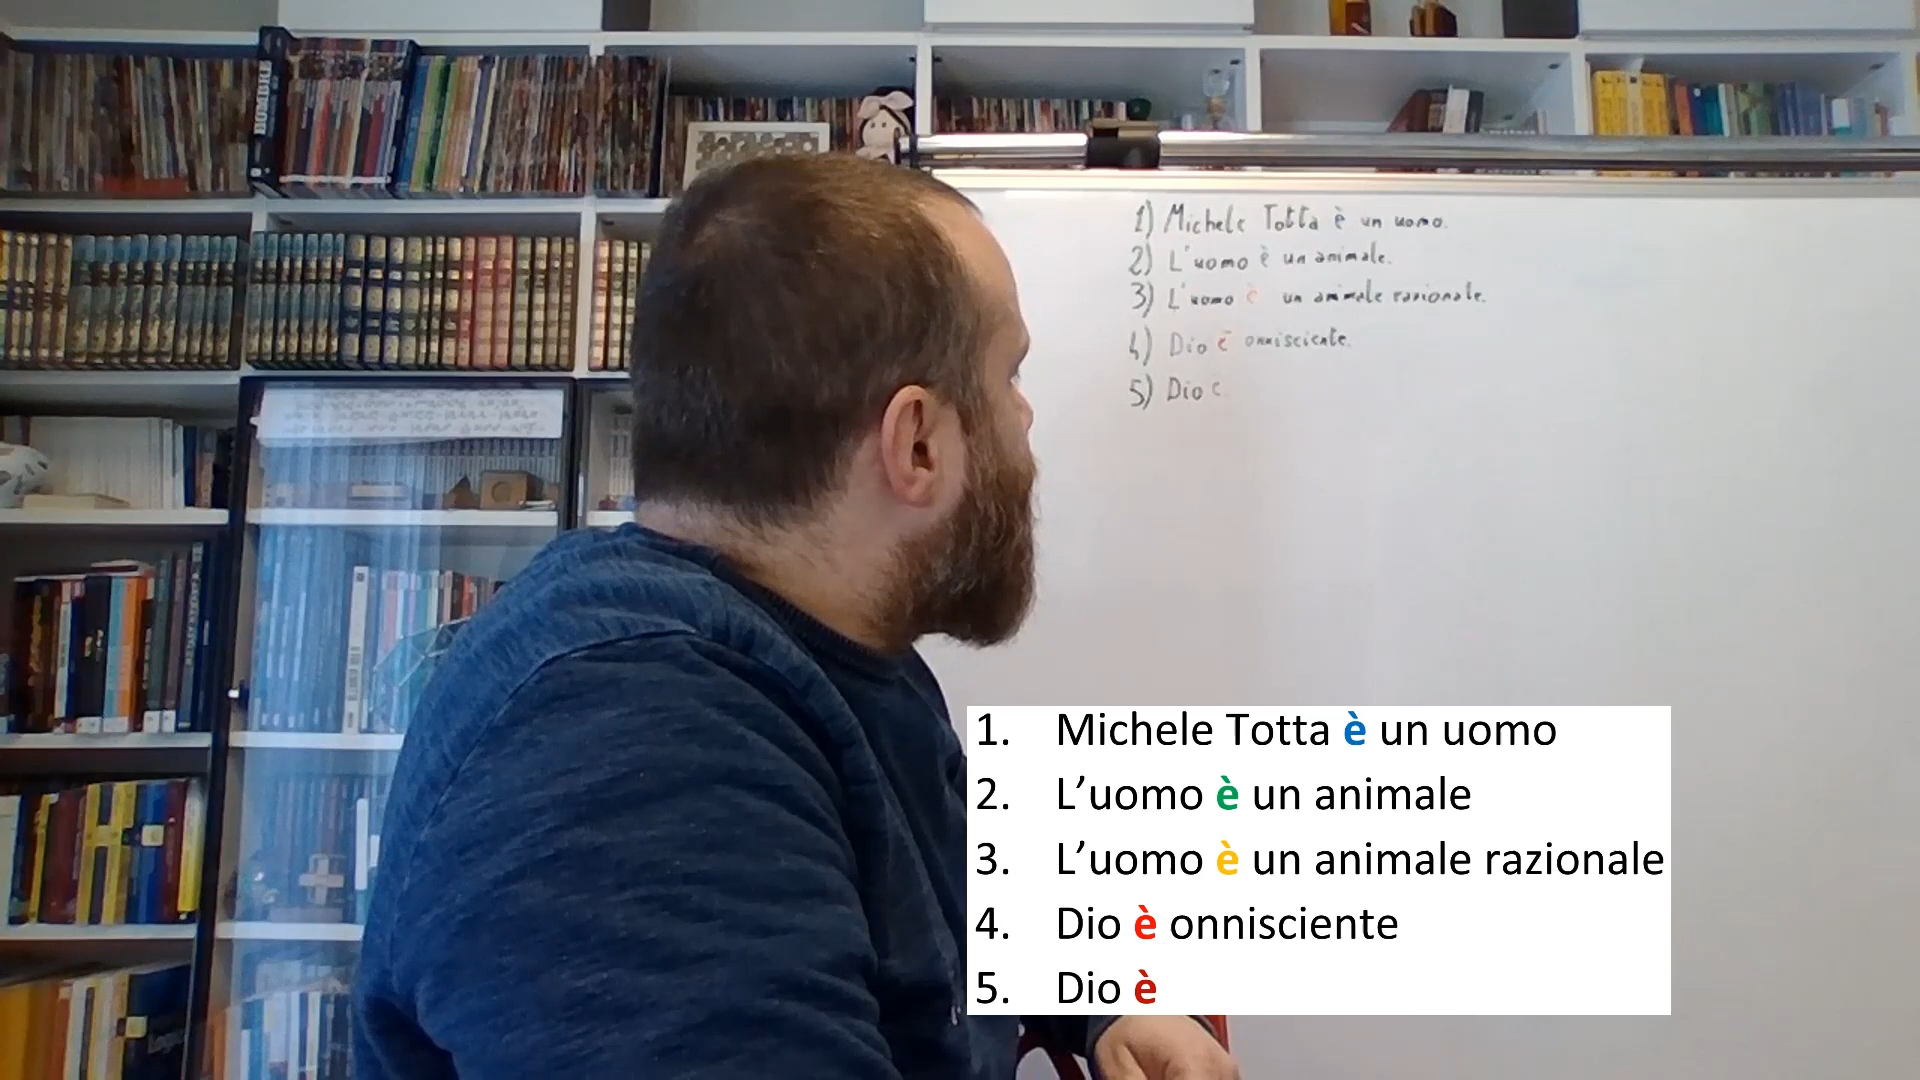 HOMBRE
1) Michele Totta è un uomo.
2) L'uomo è un animale.
3) L'uomo è un animale razionale.
4) Dio è onnisciente.
5) Dio è
1. Michele Totta è un uomo
2. L’uomo è un animale
3. L’uomo è un animale razionale
4. Dio è onnisciente
5. Dio è